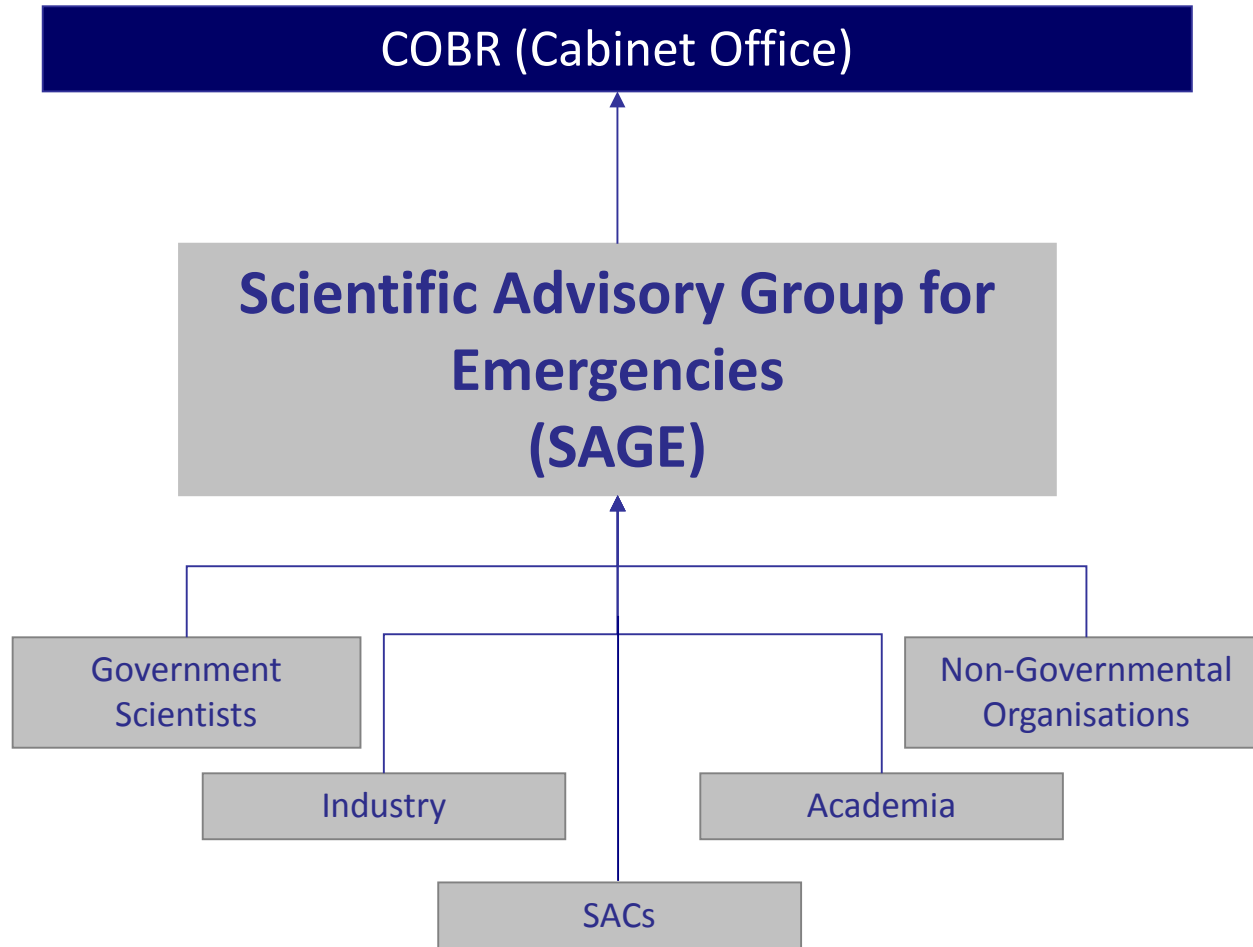 COBR (Cabinet Office)
Scientific Advisory Group for
Emergencies
(SAGE)
Government
Scientists
Non-Governmental
Organisations
Industry
Academia
SACs